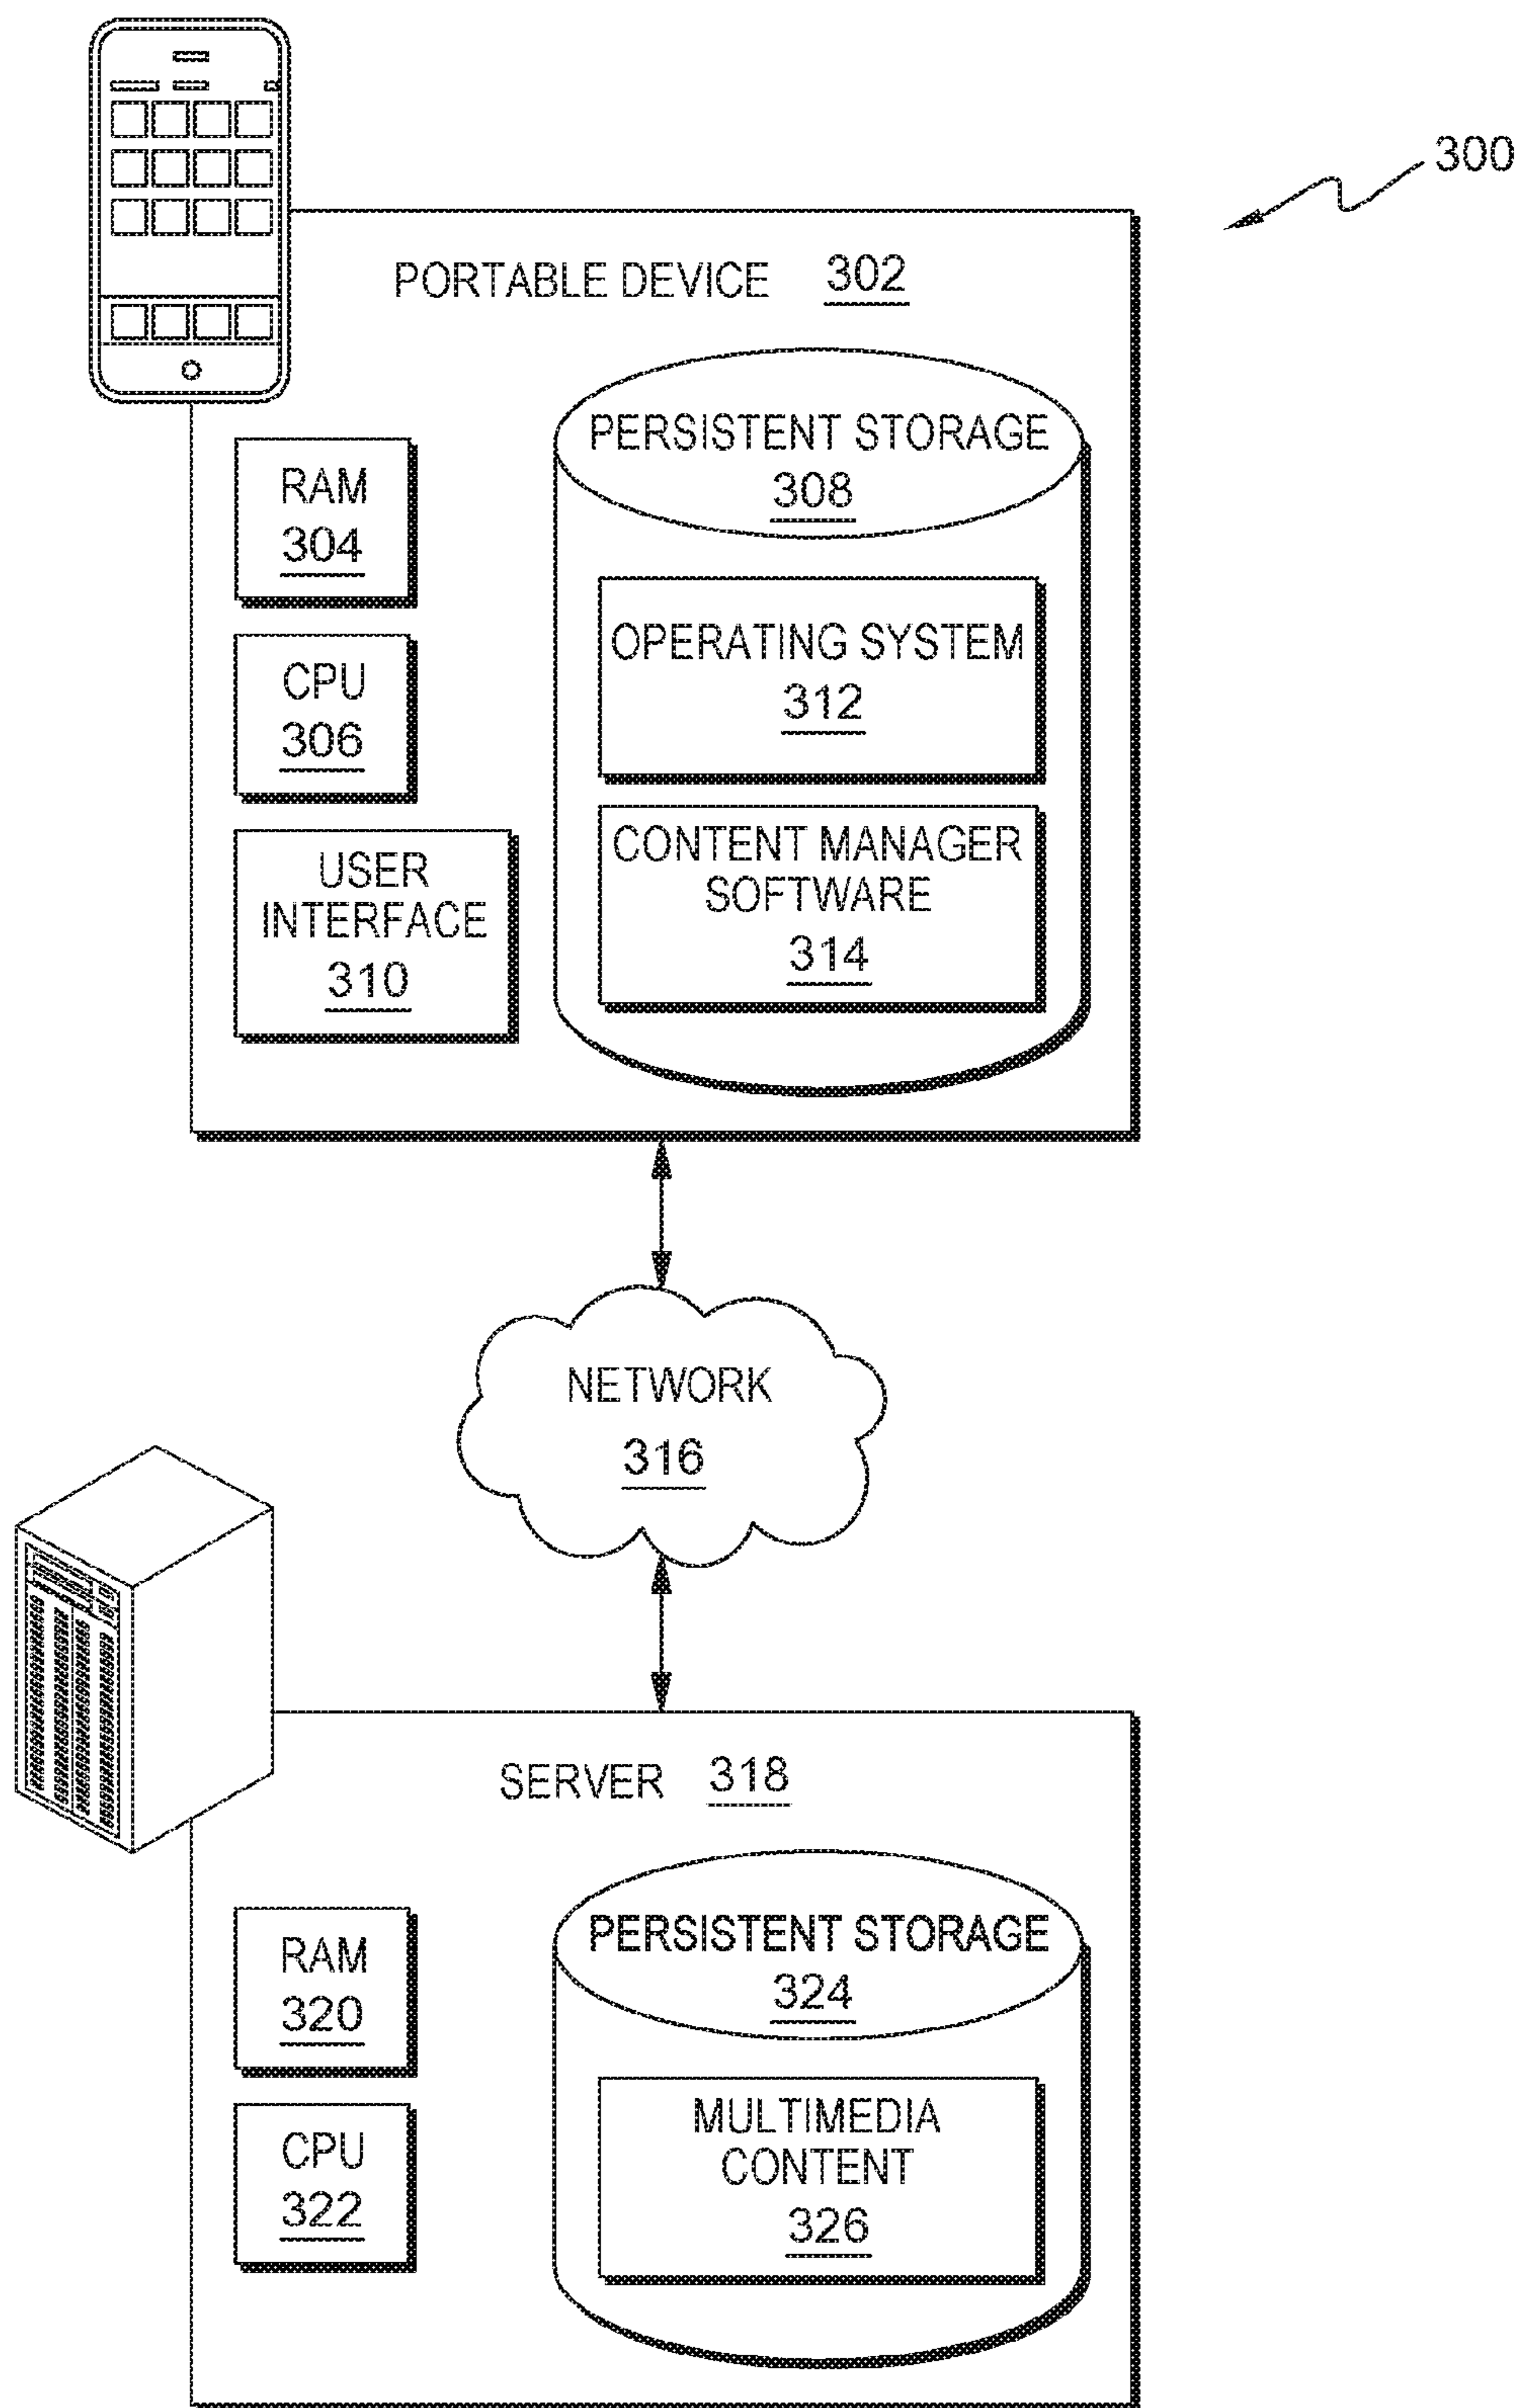 300
PORTABLE DEVICE 302
PERSISTENT STORAGE
308
RAM
304
OPERATING SYSTEM
312
CPU
306
CONTENT MANAGER
SOFTWARE
314
USER
INTERFACE
310
NETWORK
316
SERVER 318
PERSISTENT STORAGE
324
RAM
320
MULTIMEDIA
CONTENT
326
CPU
322